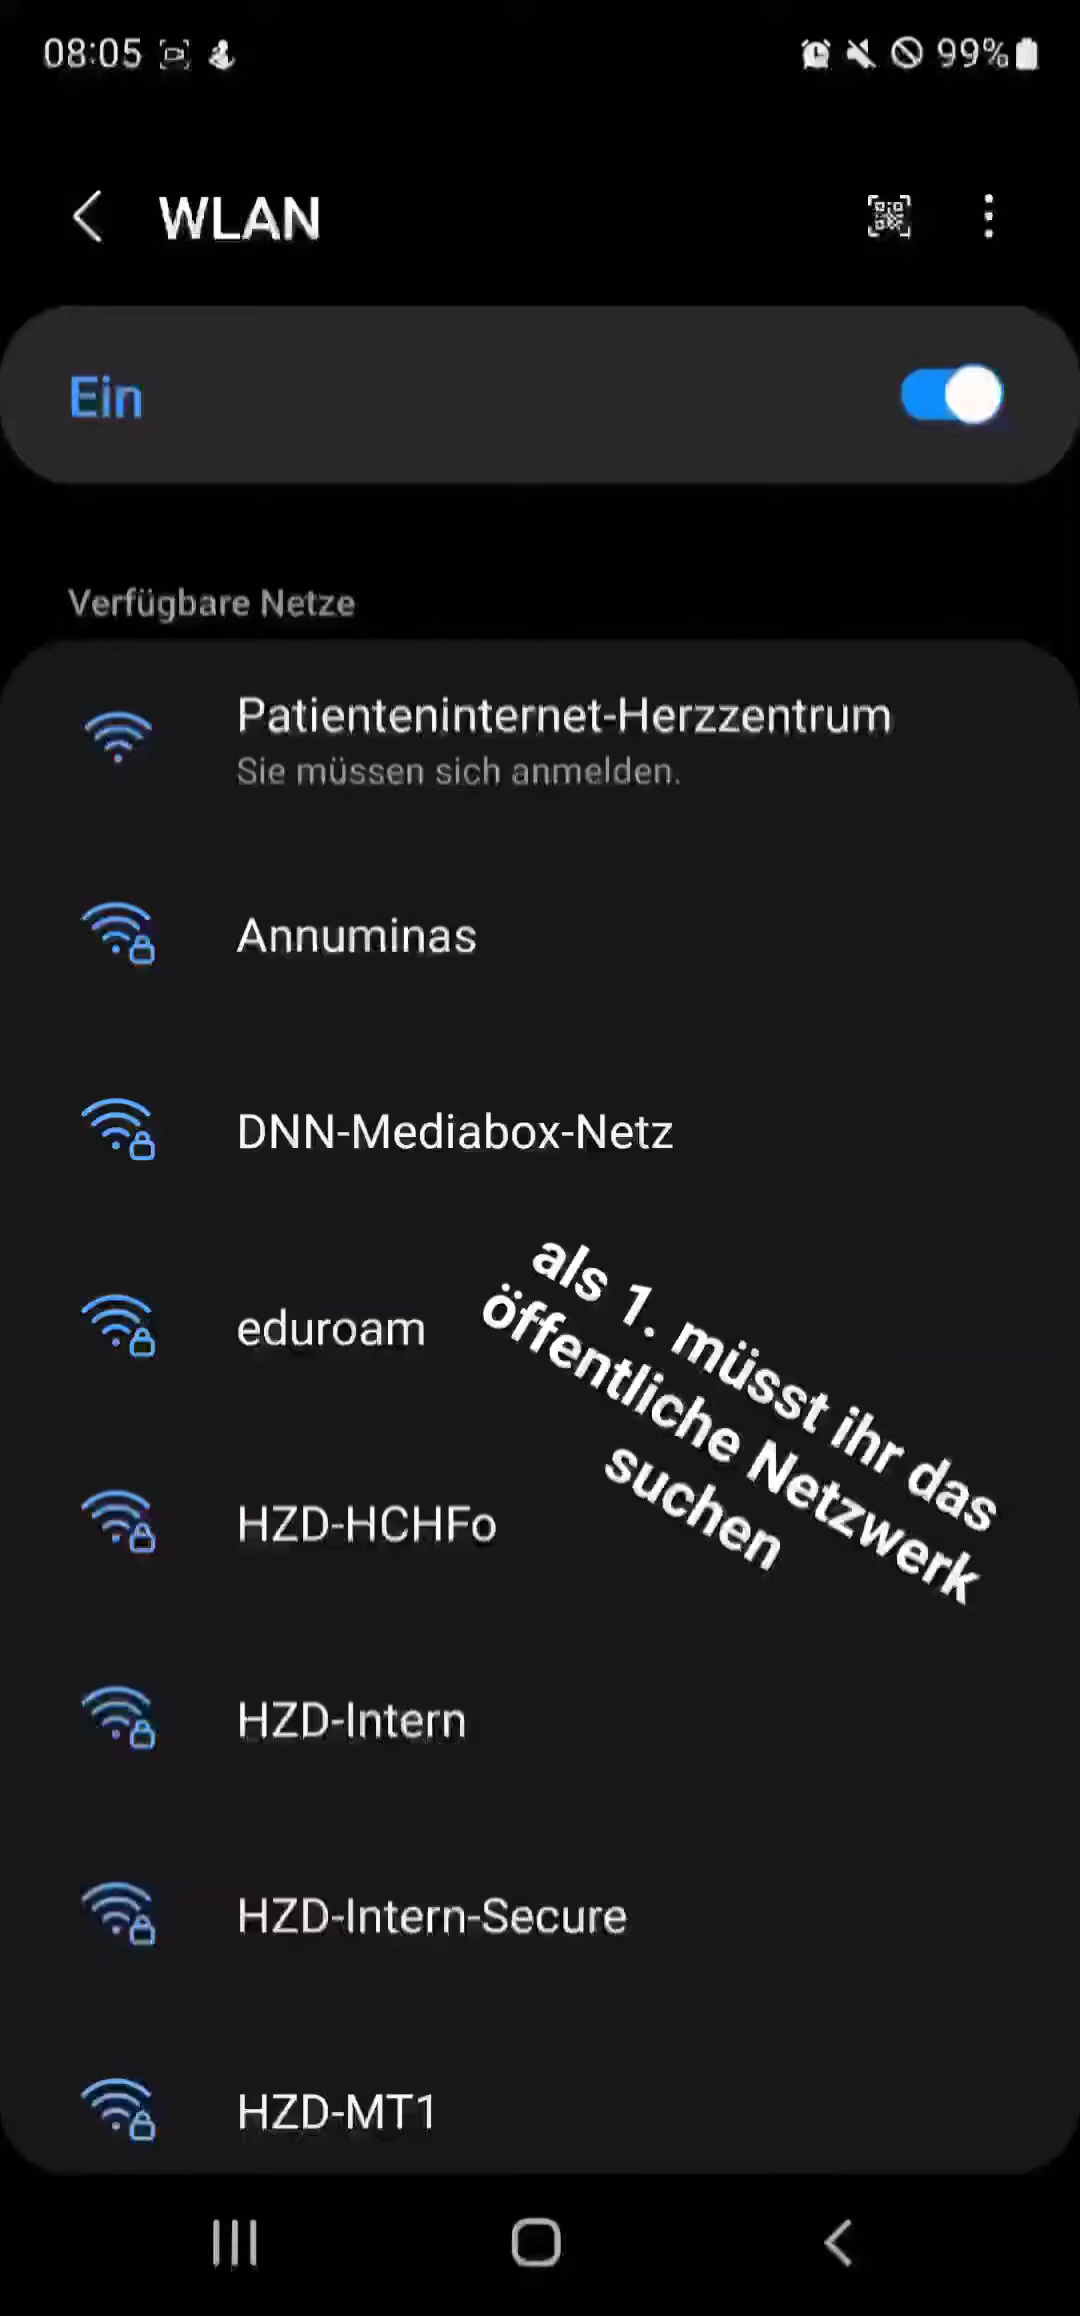 08:05 99%
WLAN
Ein
Verfügbare Netze
Patienteninternet-Herzzentrum
Sie müssen sich anmelden.
Annuminas
DNN-Mediabox-Netz
eduroam
als 1. müsst ihr das
öffentliche Netzwerk
suchen
HZD-HCHFo
HZD-Intern
HZD-Intern-Secure
HZD-MT1